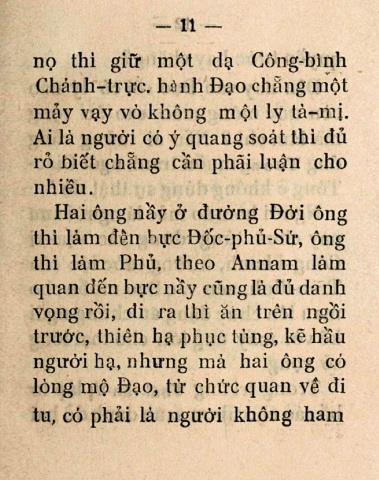 — 11 —
nọ thì giữ một dạ Công-bình
Chánh-trực. hành Đạo chẳng một
mảy vạy vò không một ly tà-mị.
Ai là người có ý quang soát thì đủ
rỏ biết chẳng cần phãi luận cho
nhiều.
Hai ông nầy ở đường Đời ông
thì làm đến bực Đốc-phủ-Sứ, ông
thì làm Phủ, theo Annam làm
quan đến bực nầy cũng là đủ danh
vọng rồi, đi ra thì ăn trên ngồi
trước, thiên hạ phục tùng, kẽ hầu
người hạ, nhưng mà hai ông có
lòng mộ Đạo, từ chức quan về đi
tu, có phải là người không ham